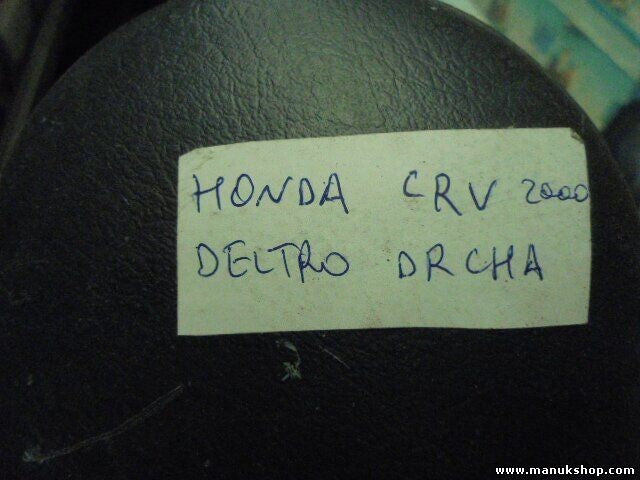 HONDA CRV 2000
DELTRO DRCHA
www.manukshop.com